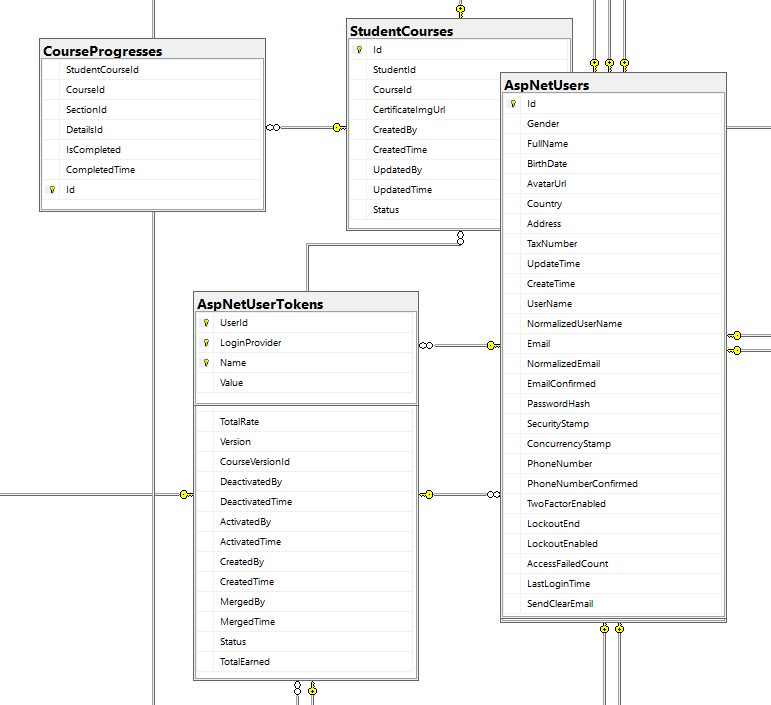 CourseProgresses
StudentCourseId
CourseId
SectionId
DetailsId
IsCompleted
CompletedTime
Id
StudentCourses
Id
StudentId
CourseId
CertificateImgUrl
CreatedBy
CreatedTime
UpdatedBy
UpdatedTime
Status
AspNetUsers
Id
Gender
FullName
BirthDate
AvatarUrl
Country
Address
TaxNumber
UpdateTime
CreateTime
UserName
NormalizedUserName
Email
NormalizedEmail
EmailConfirmed
PasswordHash
SecurityStamp
ConcurrencyStamp
PhoneNumber
PhoneNumberConfirmed
TwoFactorEnabled
LockoutEnd
LockoutEnabled
AccessFailedCount
LastLoginTime
SendClearEmail
AspNetUserTokens
UserId
LoginProvider
Name
Value
TotalRate
Version
CourseVersionId
DeactivatedBy
DeactivatedTime
ActivatedBy
ActivatedTime
CreatedBy
CreatedTime
MergedBy
MergedTime
Status
TotalEarned